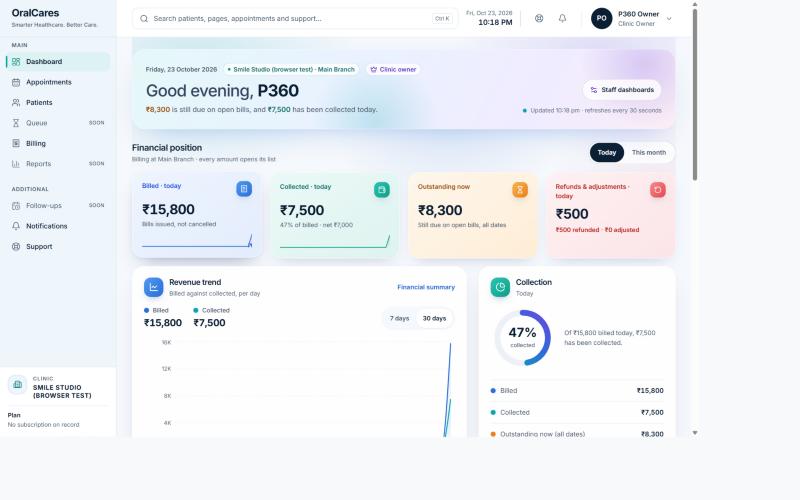 OralCares
Smarter Healthcare. Better Care.
Search patients, pages, appointments and support...
Ctrl K
Fri, Oct 23, 2026
10:18 PM
PO
P360 Owner
Clinic Owner
MAIN
Dashboard
Appointments
Patients
Queue SOON
Billing
Reports SOON
ADDITIONAL
Follow-ups SOON
Notifications
Support
CLINIC
SMILE STUDIO
(BROWSER TEST)
Plan
No subscription on record
Friday, 23 October 2026
Smile Studio (browser test) · Main Branch
Clinic owner
Good evening, P360
₹8,300 is still due on open bills, and ₹7,500 has been collected today.
Staff dashboards
Updated 10:18 pm · refreshes every 30 seconds
Financial position
Billing at Main Branch · every amount opens its list
Today
This month
Billed · today
₹15,800
Bills issued, not cancelled
Collected · today
₹7,500
47% of billed · net ₹7,000
Outstanding now
₹8,300
Still due on open bills, all dates
Refunds & adjustments ·
today
₹500
₹500 refunded · ₹0 adjusted
Revenue trend
Billed against collected, per day
Financial summary
Billed
₹15,800
Collected
₹7,500
7 days
30 days
16K
12K
8K
4K
Collection
Today
47%
collected
Of ₹15,800 billed today, ₹7,500
has been collected.
Billed ₹15,800
Collected ₹7,500
Outstanding now (all dates) ₹8,300